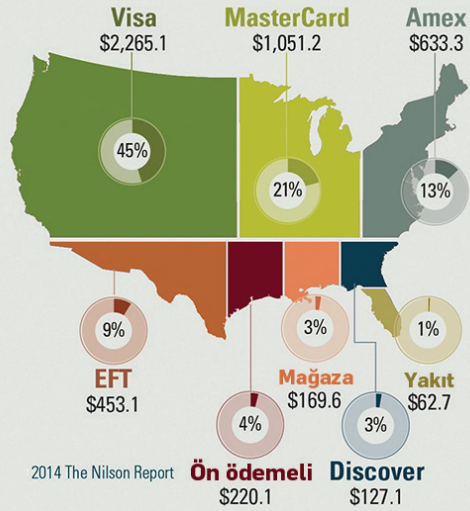 Visa
$2,265.1
MasterCard
$1,051.2
Amex
$633.3
45%
21%
13%
9%
EFT
$453.1
3%
Mağaza
$169.6
1%
Yakıt
$62.7
4%
Ön ödemeli
$220.1
3%
Discover
$127.1
2014 The Nilson Report